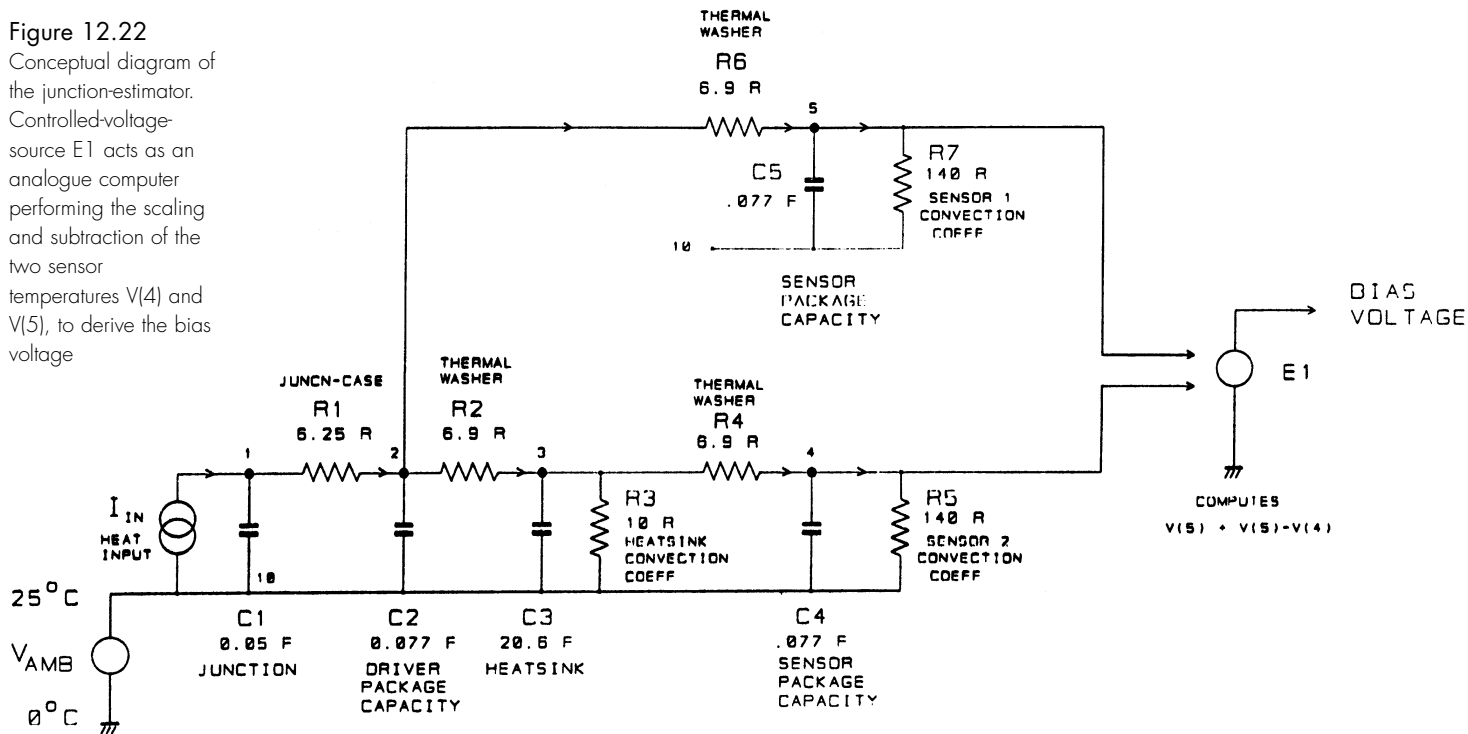 Figure 12.22
Conceptual diagram of
the junction-estimator.
Controlled-voltage-
source E1 acts as an
analogue computer
performing the scaling
and subtraction of the
two sensor
temperatures V(4) and
V(5), to derive the bias
voltage
THERMAL
WASHER
R6
6.9 R
5
C5
.077 F
R7
140 R
SENSOR 1
CONVECTION
COEFF
10
SENSOR
PACKAGE
CAPACITY
BIAS
VOLTAGE
E1
COMPUTES
V(5) + V(5)-V(4)
JUNCN-CASE
R1
6.25 R
THERMAL
WASHER
R2
6.9 R
THERMAL
WASHER
R4
6.9 R
1
2
3
4
I IN
HEAT
INPUT
R3
10 R
HEATSINK
CONVECTION
COEFF
R5
140 R
SENSOR 2
CONVECTION
COEFF
10
25°C
VAMB
0°C
C1
0.05 F
JUNCTION
C2
0.077 F
DRIVER
PACKAGE
CAPACITY
C3
20.6 F
HEATSINK
C4
.077 F
SENSOR
PACKAGE
CAPACITY